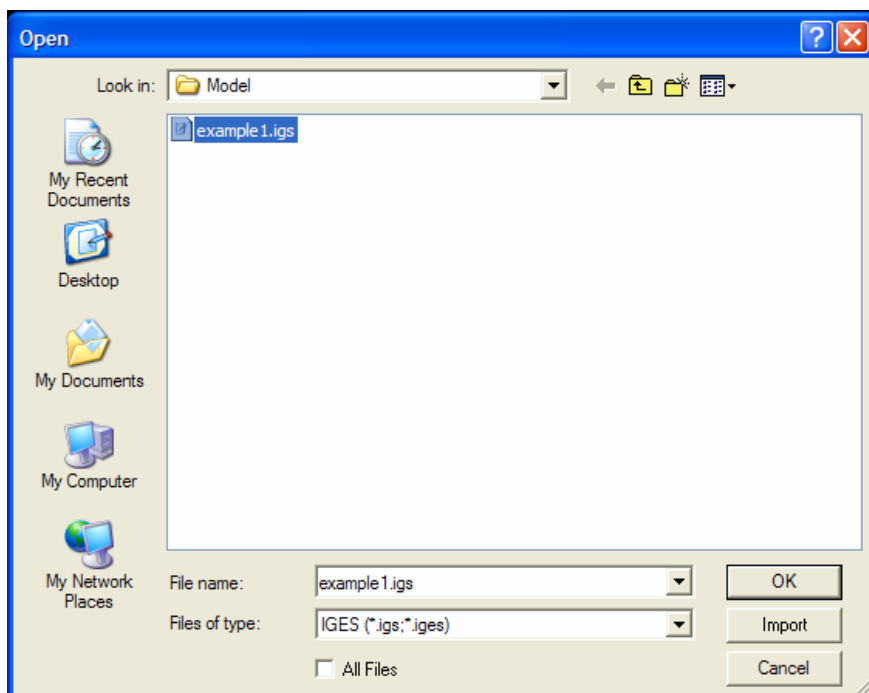 Open
Look in:
Model
example1.igs
My Recent
Documents
Desktop
My Documents
My Computer
My Network
Places
File name:
example1.igs
OK
Files of type:
IGES (*.igs;*.iges)
Import
All Files
Cancel